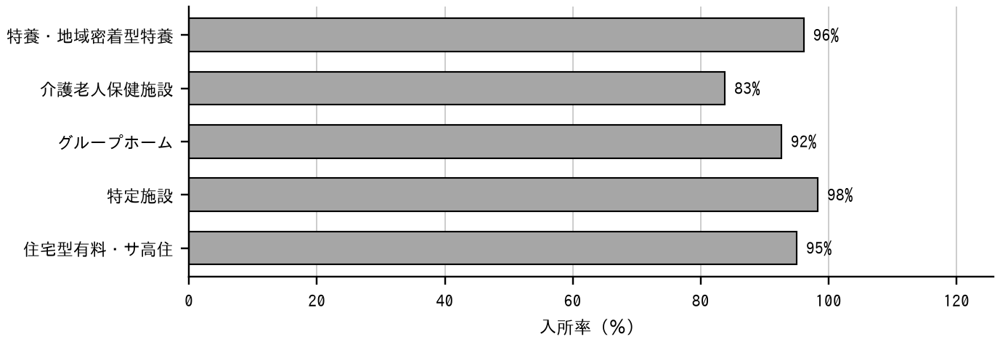 特養・地域密着型特養 96%
介護老人保健施設 83%
グループホーム 92%
特定施設 98%
住宅型有料・サ高住 95%
0 20 40 60 80 100 120
入所率（%）